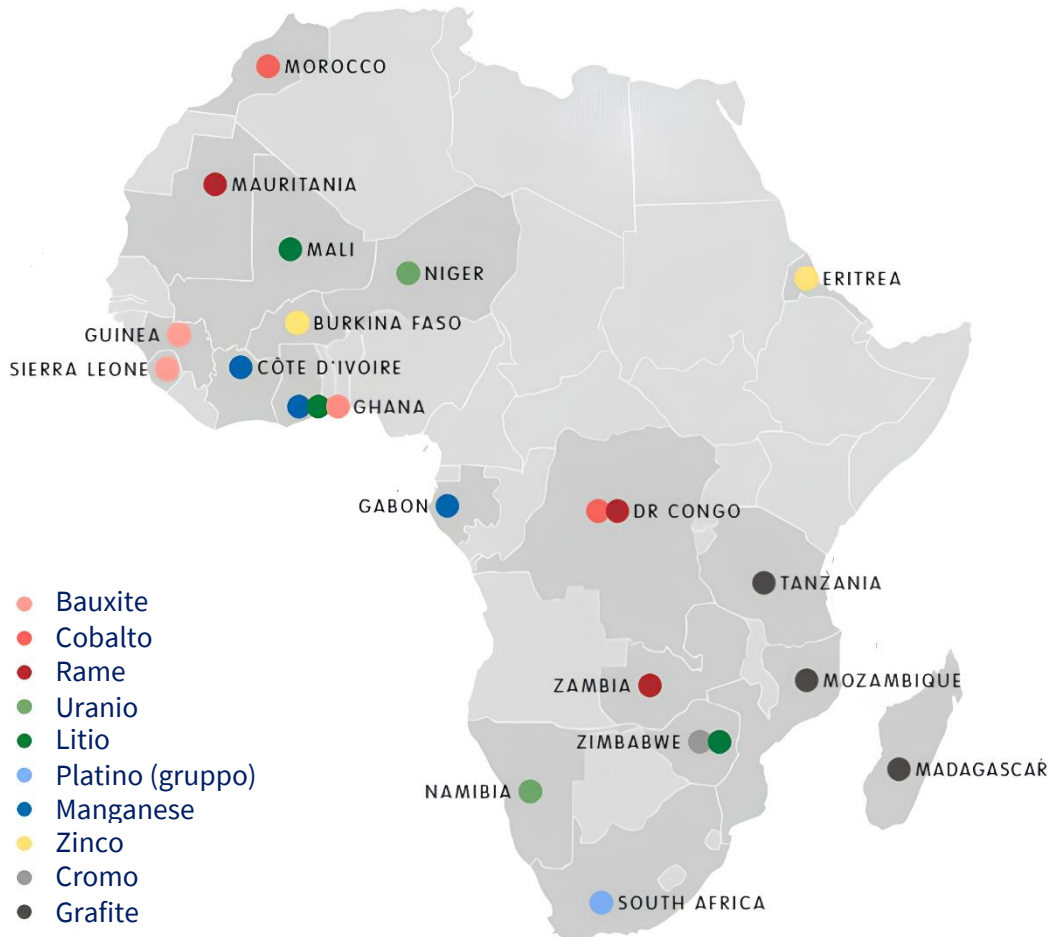 MOROCCO
MAURITANIA
MALI
NIGER
ERITREA
BURKINA FASO
GUINEA
SIERRA LEONE
CÔTE D'IVOIRE
GHANA
GABON
DR CONGO
TANZANIA
ZAMBIA
MOZAMBIQUE
ZIMBABWE
MADAGASCAR
NAMIBIA
SOUTH AFRICA
Bauxite
Cobalto
Rame
Uranio
Litio
Platino (gruppo)
Manganese
Zinco
Cromo
Grafite